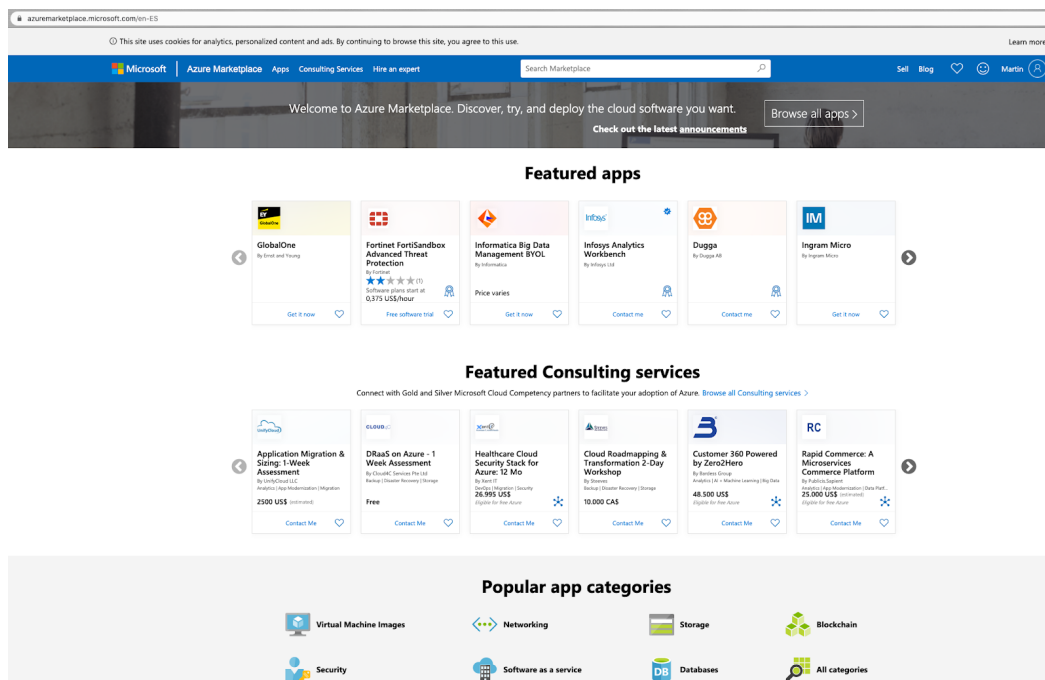 azuremarketplace.microsoft.com/en-ES
This site uses cookies for analytics, personalized content and ads. By continuing to browse this site, you agree to this use.
Learn more
Microsoft
Azure Marketplace
Apps
Consulting Services
Hire an expert
Search Marketplace
Sell
Blog
Martin
Welcome to Azure Marketplace. Discover, try, and deploy the cloud software you want.
Browse all apps >
Check out the latest announcements
Featured apps
EY
GlobalOne
GlobalOne
By Ernst and Young
Get it now
Fortinet FortiSandbox
Advanced Threat
Protection
By Fortinet
(1)
Software plans start at
0,375 US$/hour
Free software trial
Informatica Big Data
Management BYOL
By Informatica
Price varies
Get it now
Infosys
Infosys Analytics
Workbench
By Infosys Ltd
Contact me
Dugga
By Dugga AB
Contact me
IM
Ingram Micro
By Ingram Micro
Get it now
Featured Consulting services
Connect with Gold and Silver Microsoft Cloud Competency partners to facilitate your adoption of Azure. Browse all Consulting services >
UnifyCloud
Application Migration &
Sizing: 1-Week
Assessment
By UnifyCloud LLC
Analytics | App Modernization | Migration
2500 US$ (estimated)
Contact Me
DRaaS on Azure - 1
Week Assessment
By Cloud4C Services Pte Ltd
Backup | Disaster Recovery | Storage
Free
Contact Me
Healthcare Cloud
Security Stack for
Azure: 12 Mo
By Xent IT
DevOps | Migration | Security
26.995 US$
Eligible for free Azure
Contact Me
Cloud Roadmapping &
Transformation 2-Day
Workshop
By Steeves
Backup | Disaster Recovery | Storage
10.000 CA$
Contact Me
Customer 360 Powered
by Zero2Hero
By Bardess Group
Analytics | AI + Machine Learning | Big Data
48.500 US$
Eligible for free Azure
Contact Me
RC
Rapid Commerce: A
Microservices
Commerce Platform
By Publicis Sapient
Analytics | App Modernization | Data Platf...
25.000 US$ (estimated)
Eligible for free Azure
Contact Me
Popular app categories
Virtual Machine Images
Networking
Storage
Blockchain
Security
Software as a service
DB
Databases
All categories